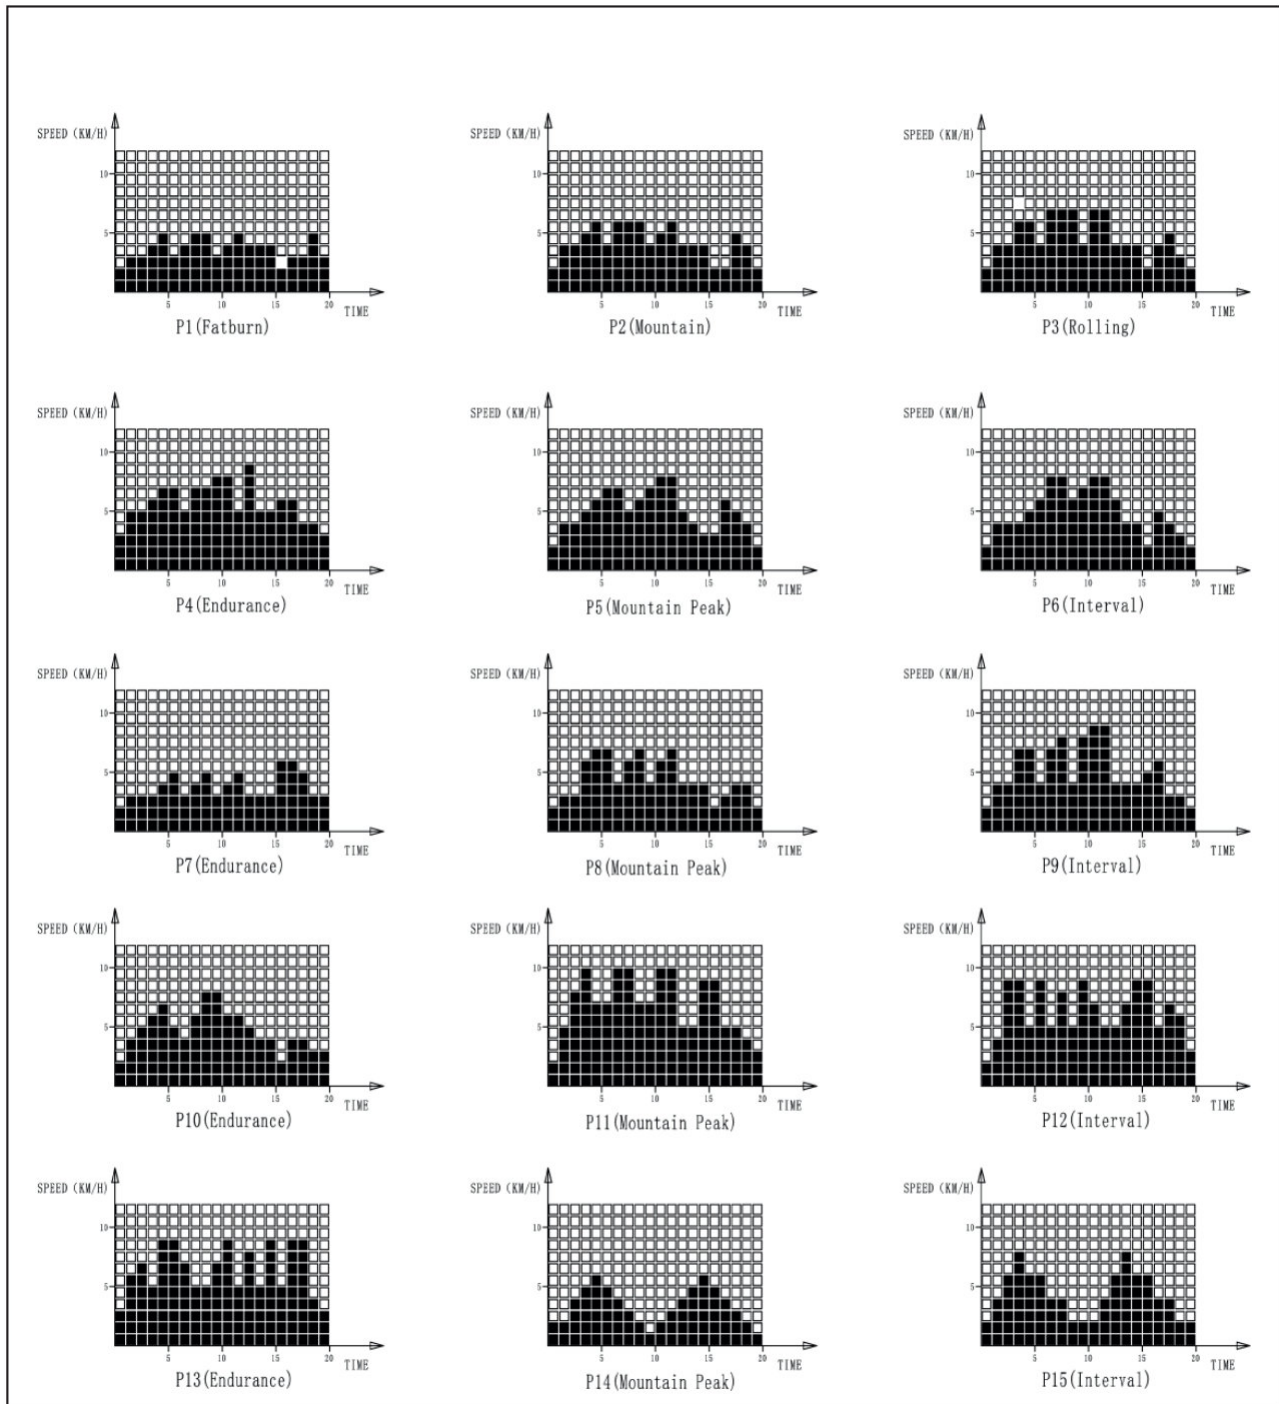 SPEED (KM/H) SPEED (KM/H) SPEED (KM/H)
10 10 10
5 5 5
5 10 15 20 TIME 5 10 15 20 TIME 5 10 15 20 TIME
P1(Fatburn) P2(Mountain) P3(Rolling)
SPEED (KM/H) SPEED (KM/H) SPEED (KM/H)
10 10 10
5 5 5
5 10 15 20 TIME 5 10 15 20 TIME 5 10 15 20 TIME
P4(Endurance) P5(Mountain Peak) P6(Interval)
SPEED (KM/H) SPEED (KM/H) SPEED (KM/H)
10 10 10
5 5 5
5 10 15 20 TIME 5 10 15 20 TIME 5 10 15 20 TIME
P7(Endurance) P8(Mountain Peak) P9(Interval)
SPEED (KM/H) SPEED (KM/H) SPEED (KM/H)
10 10 10
5 5 5
5 10 15 20 TIME 5 10 15 20 TIME 5 10 15 20 TIME
P10(Endurance) P11(Mountain Peak) P12(Interval)
SPEED (KM/H) SPEED (KM/H) SPEED (KM/H)
10 10 10
5 5 5
5 10 15 20 TIME 5 10 15 20 TIME 5 10 15 20 TIME
P13(Endurance) P14(Mountain Peak) P15(Interval)